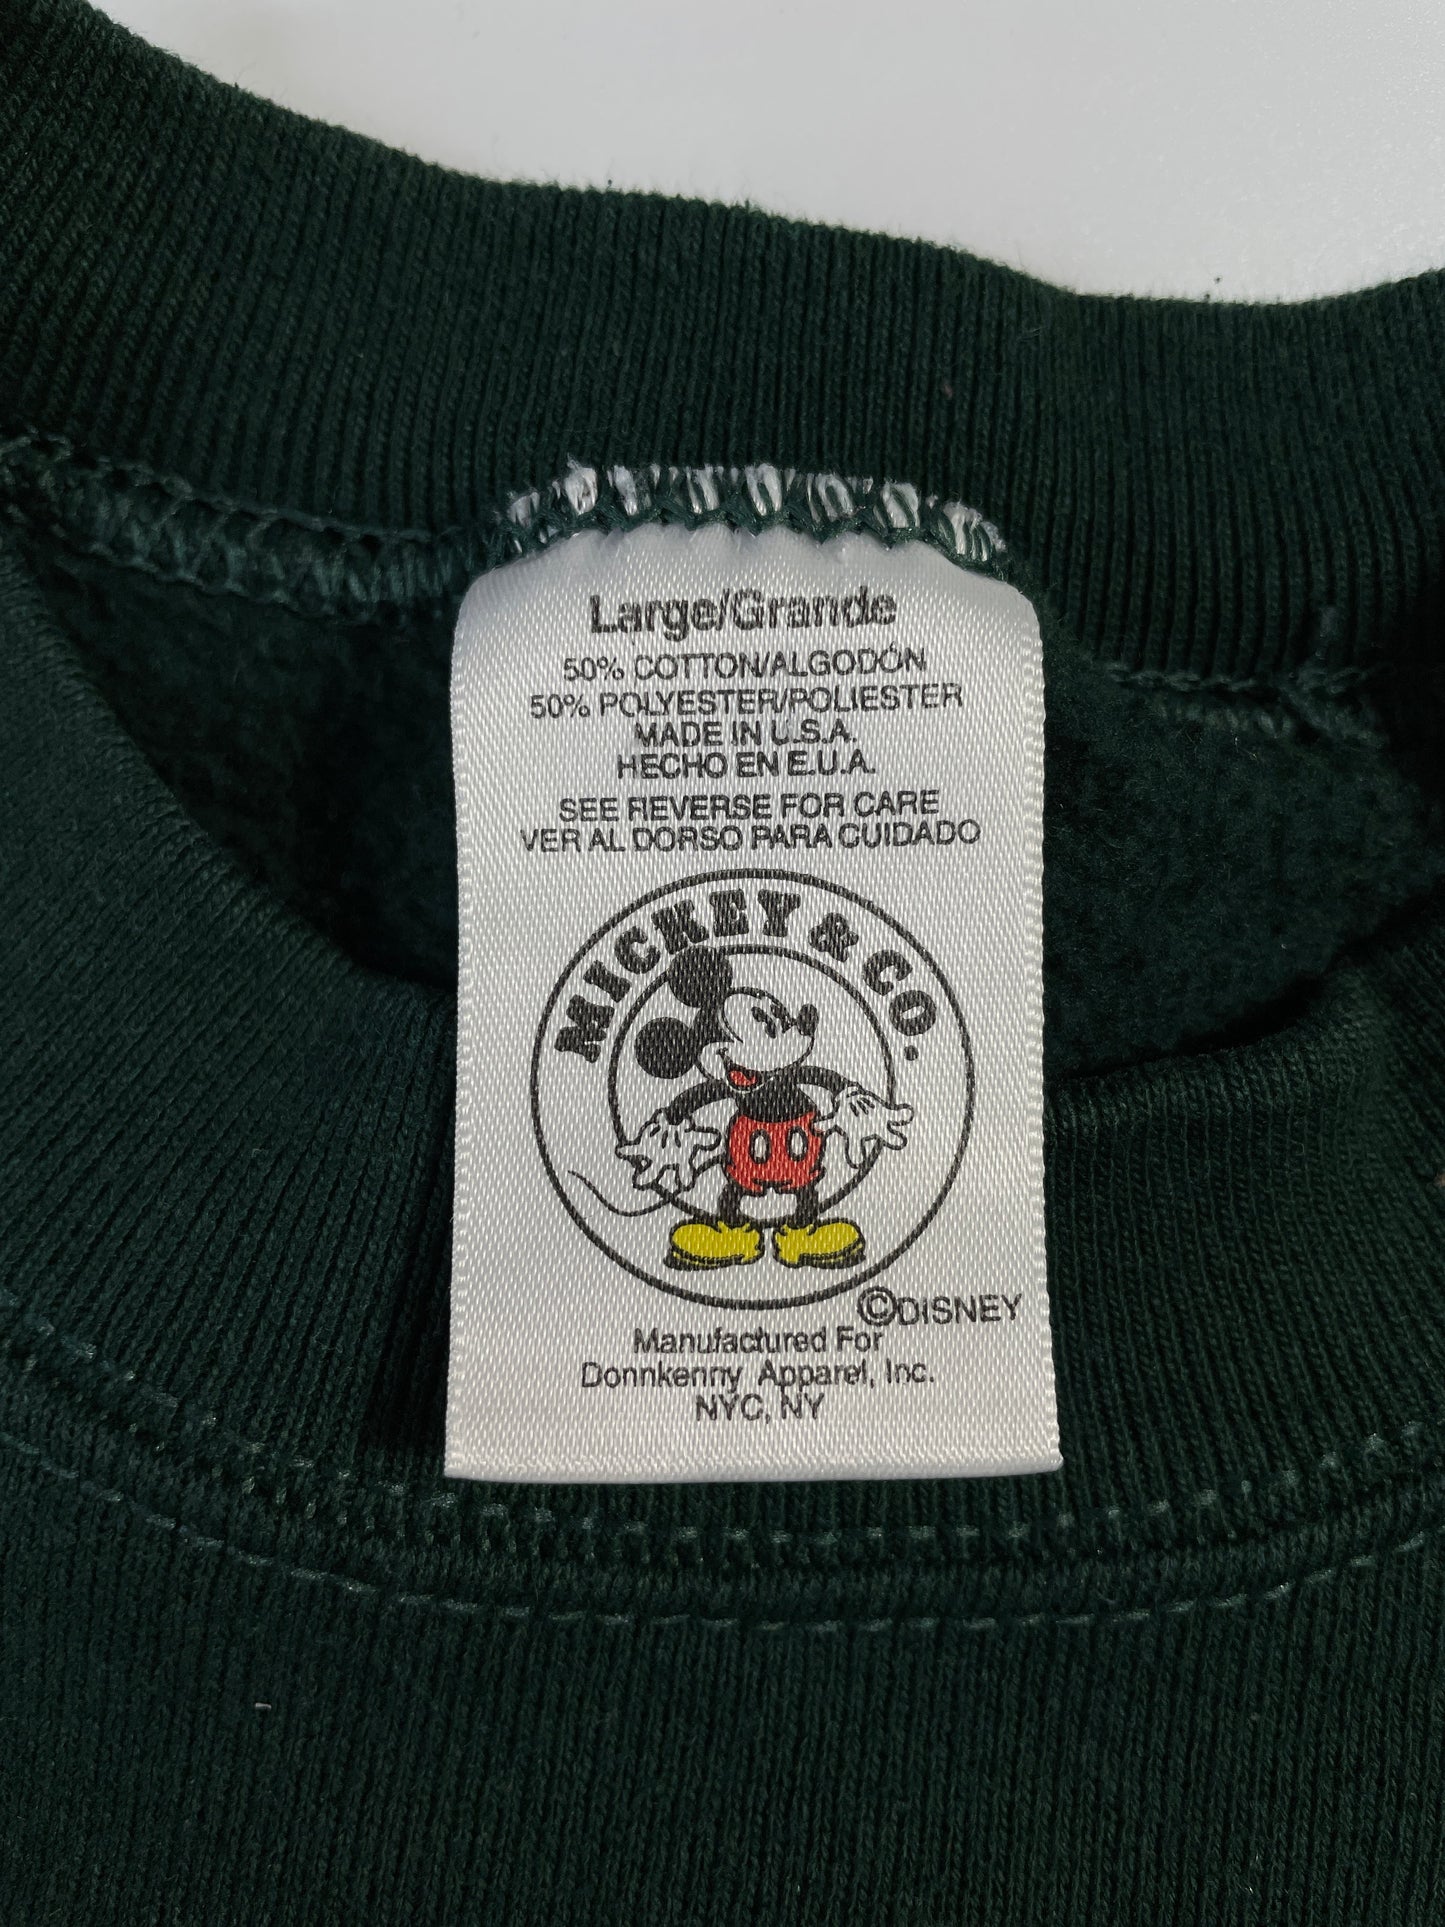 Large/Grande
50% COTTON/ALGODÓN
50% POLYESTER/POLIESTER
MADE IN U.S.A.
HECHO EN E.U.A.
SEE REVERSE FOR CARE
VER AL DORSO PARA CUIDADO
MICKEY & CO.
©DISNEY
Manufactured For
Donnkenny Apparel, Inc.
NYC, NY